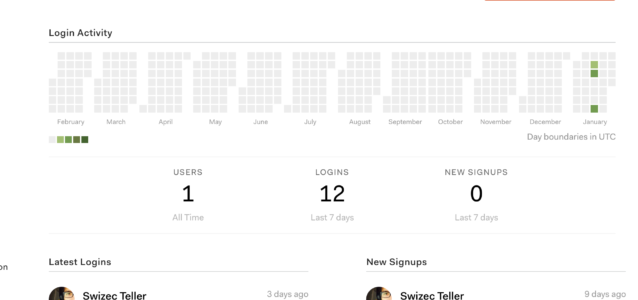 Login Activity
February March April May June July August September October November December January
Day boundaries in UTC
USERS LOGINS NEW SIGNUPS
1 12 0
All Time Last 7 days Last 7 days
on
Latest Logins New Signups
Swizec Teller 3 days ago Swizec Teller 9 days ago